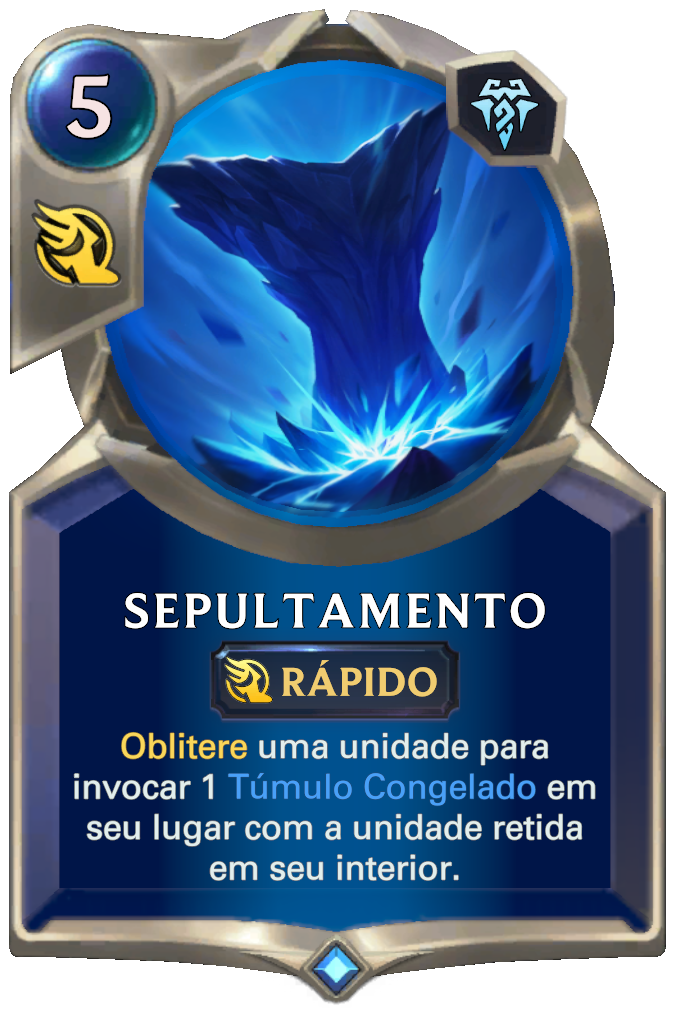 5
SEPULTAMENTO
RÁPIDO
Oblitere uma unidade para
invocar 1 Túmulo Congelado em
seu lugar com a unidade retida
em seu interior.